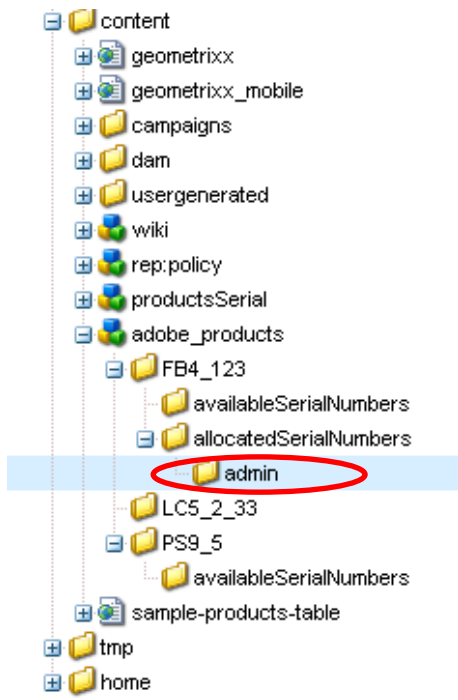 content
geometrixx
geometrixx_mobile
campaigns
dam
usergenerated
wiki
rep:policy
productsSerial
adobe_products
FB4_123
availableSerialNumbers
allocatedSerialNumbers
admin
LC5_2_33
PS9_5
availableSerialNumbers
sample-products-table
tmp
home